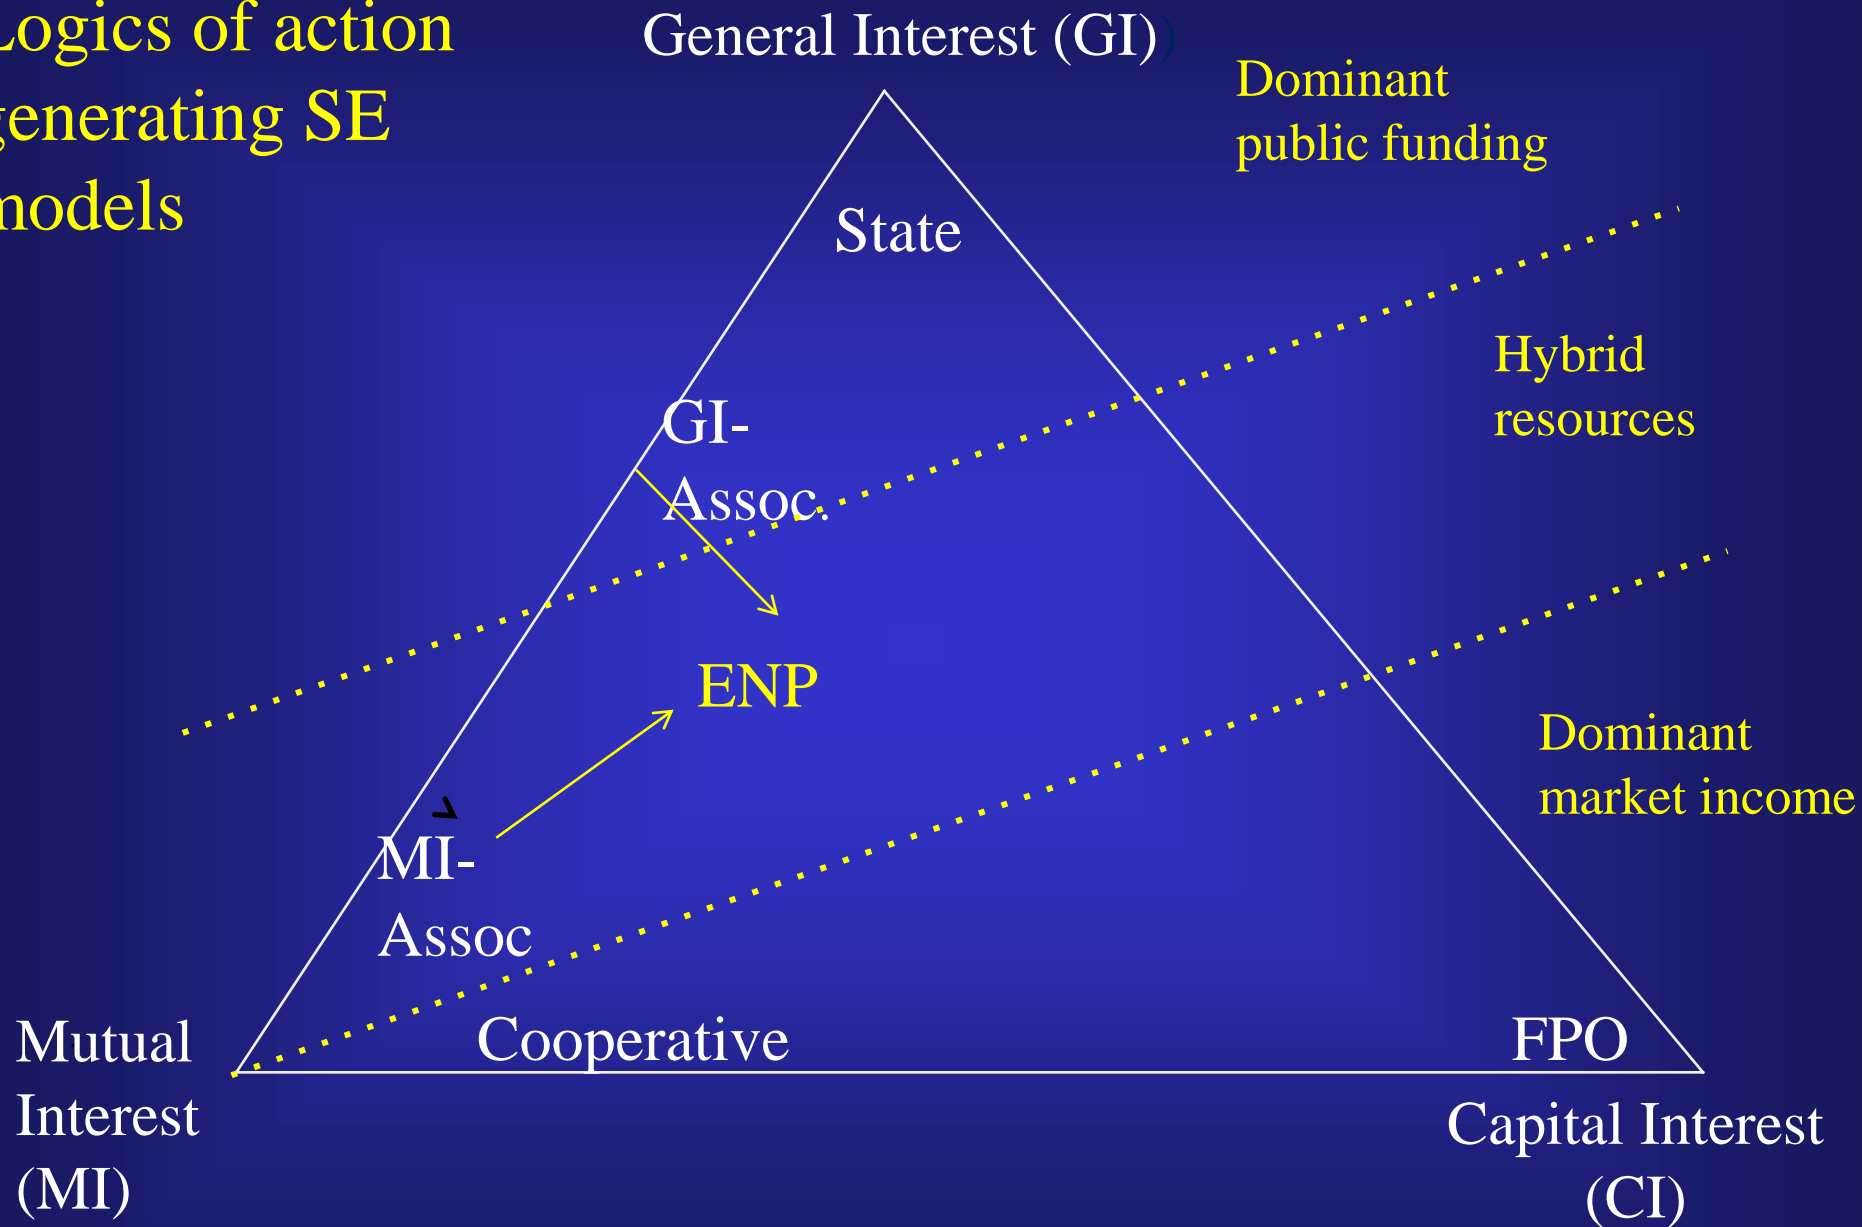 Logics of action
generating SE
models
General Interest (GI))
Dominant
public funding
State
Hybrid
resources
GI-
Assoc.
ENP
Dominant
market income
MI-
Assoc
Cooperative
FPO
Mutual
Interest
(MI)
Capital Interest
(CI)